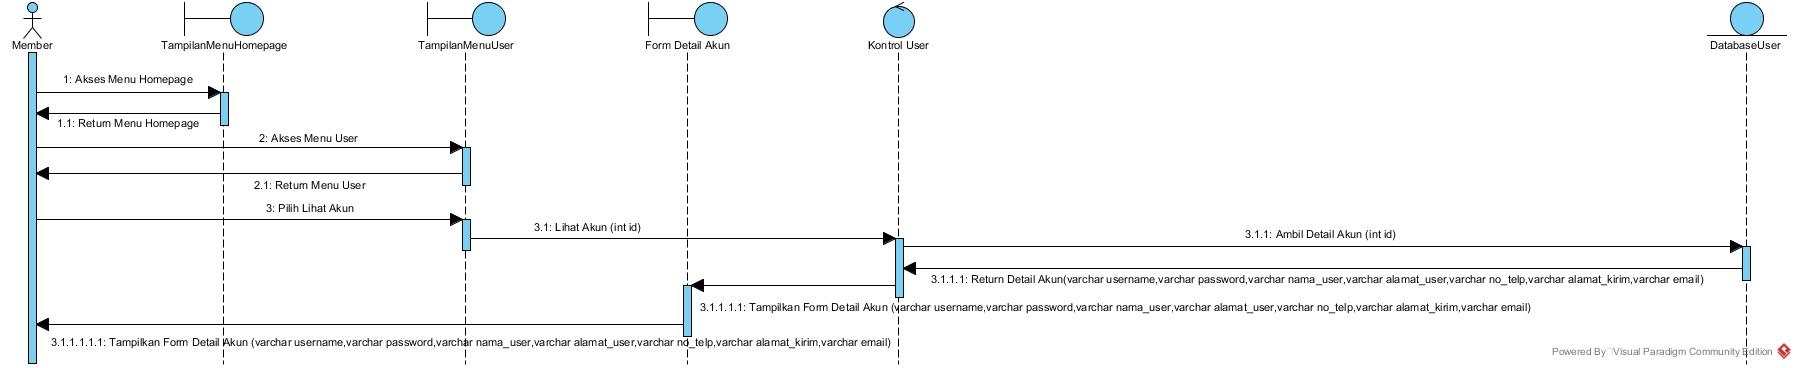 Member
TampilanMenuHomepage
TampilanMenuUser
Form Detail Akun
Kontrol User
DatabaseUser
1: Akses Menu Homepage
1.1: Return Menu Homepage
2: Akses Menu User
2.1: Return Menu User
3: Pilih Lihat Akun
3.1: Lihat Akun (int id)
3.1.1: Ambil Detail Akun (int id)
3.1.1.1: Return Detail Akun(varchar username,varchar password,varchar nama_user,varchar alamat_user,varchar no_telp,varchar alamat_kirim,varchar email)
3.1.1.1.1: Tampilkan Form Detail Akun (varchar username,varchar password,varchar nama_user,varchar alamat_user,varchar no_telp,varchar alamat_kirim,varchar email)
3.1.1.1.1.1: Tampilkan Form Detail Akun (varchar username,varchar password,varchar nama_user,varchar alamat_user,varchar no_telp,varchar alamat_kirim,varchar email)
Powered By Visual Paradigm Community Edition